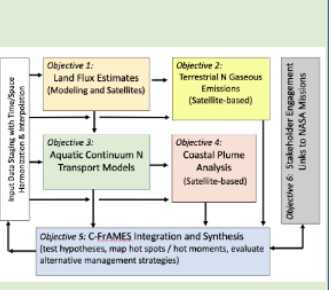 Input Data Staging with Time/Space
Harmonization & Interpolation
Objective 1:
Land Flux Estimates
(Modeling and Satellites)
Objective 2:
Terrestrial N Gaseous
Emissions
(Satellite-based)
Objective 3:
Aquatic Continuum N
Transport Models
Objective 4:
Coastal Plume
Analysis
(Satellite-based)
Objective 5: C-FrAMES Integration and Synthesis
(test hypotheses, map hot spots / hot moments, evaluate
alternative management strategies)
Objective 6: Stakeholder Engagement
Links to NASA Missions